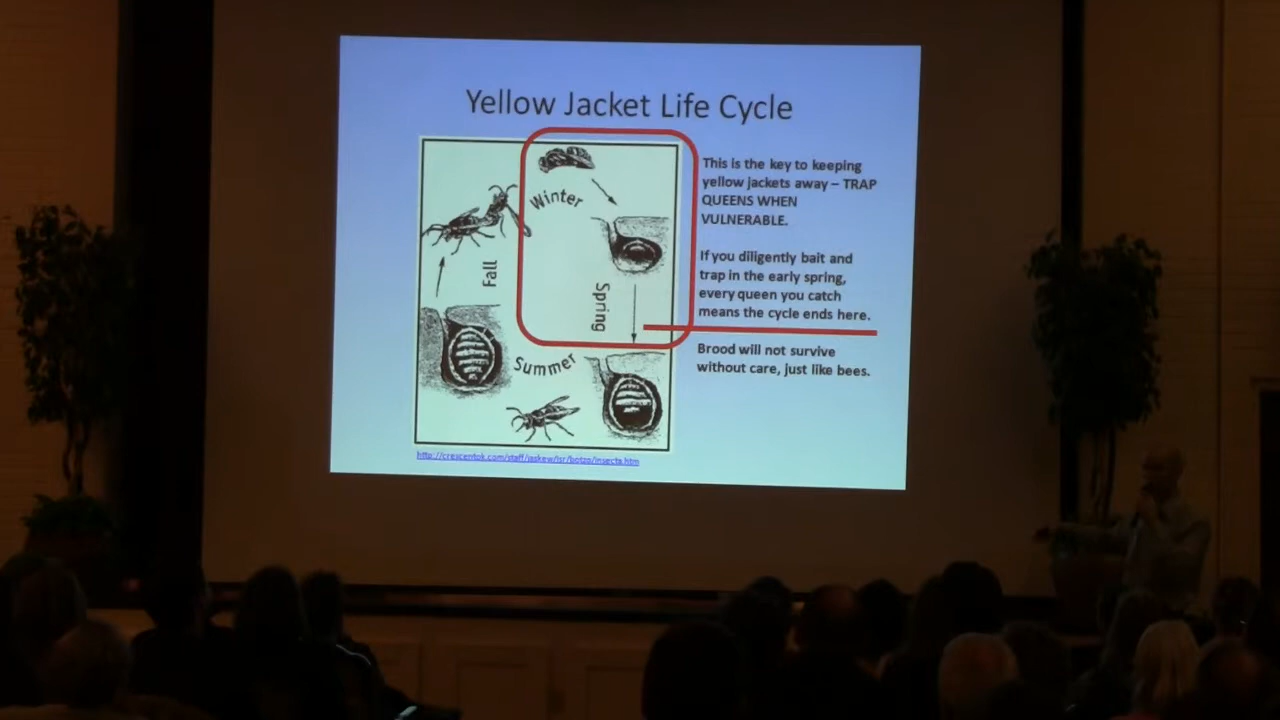 Yellow Jacket Life Cycle
Winter
Fall
Spring
Summer
This is the key to keeping
yellow jackets away – TRAP
QUEENS WHEN
VULNERABLE.
If you diligently bait and
trap in the early spring,
every queen you catch
means the cycle ends here.
Brood will not survive
without care, just like bees.